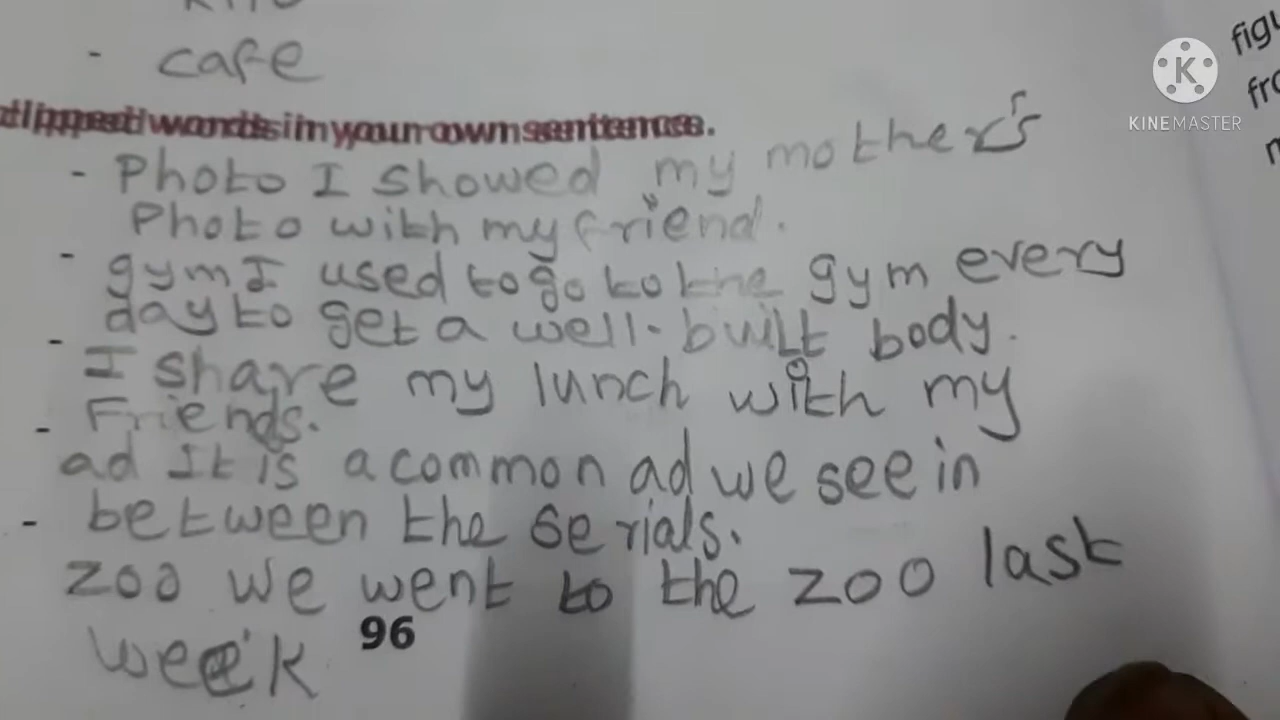 - cafe
clipped words in your own sentences.
- Photo I showed my mother's
Photo with my friend.
- gym I used to go to the gym every
day to get a well-built body.
- I share my lunch with my
Friends.
- ad It is a common ad we see in
between the serials.
- zoo We went to the zoo last
week
96
KINEMASTER